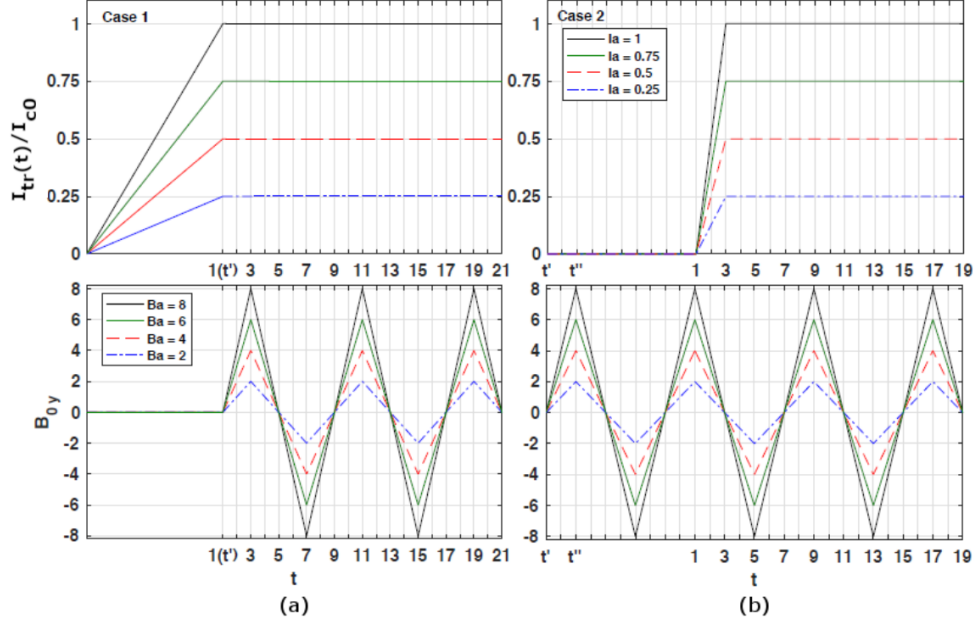 Case 1
1
0.75
0.5
0.25
0
I_tr(t)/I_c0
1(t') 3 5 7 9 11 13 15 17 19 21
Case 2
Ia = 1
Ia = 0.75
Ia = 0.5
Ia = 0.25
1
0.75
0.5
0.25
0
t' t'' 1 3 5 7 9 11 13 15 17 19
Ba = 8
Ba = 6
Ba = 4
Ba = 2
8
6
4
2
0
-2
-4
-6
-8
B_0y
1(t') 3 5 7 9 11 13 15 17 19 21
t
(a)
8
6
4
2
0
-2
-4
-6
-8
t' t'' 1 3 5 7 9 11 13 15 17 19
t
(b)